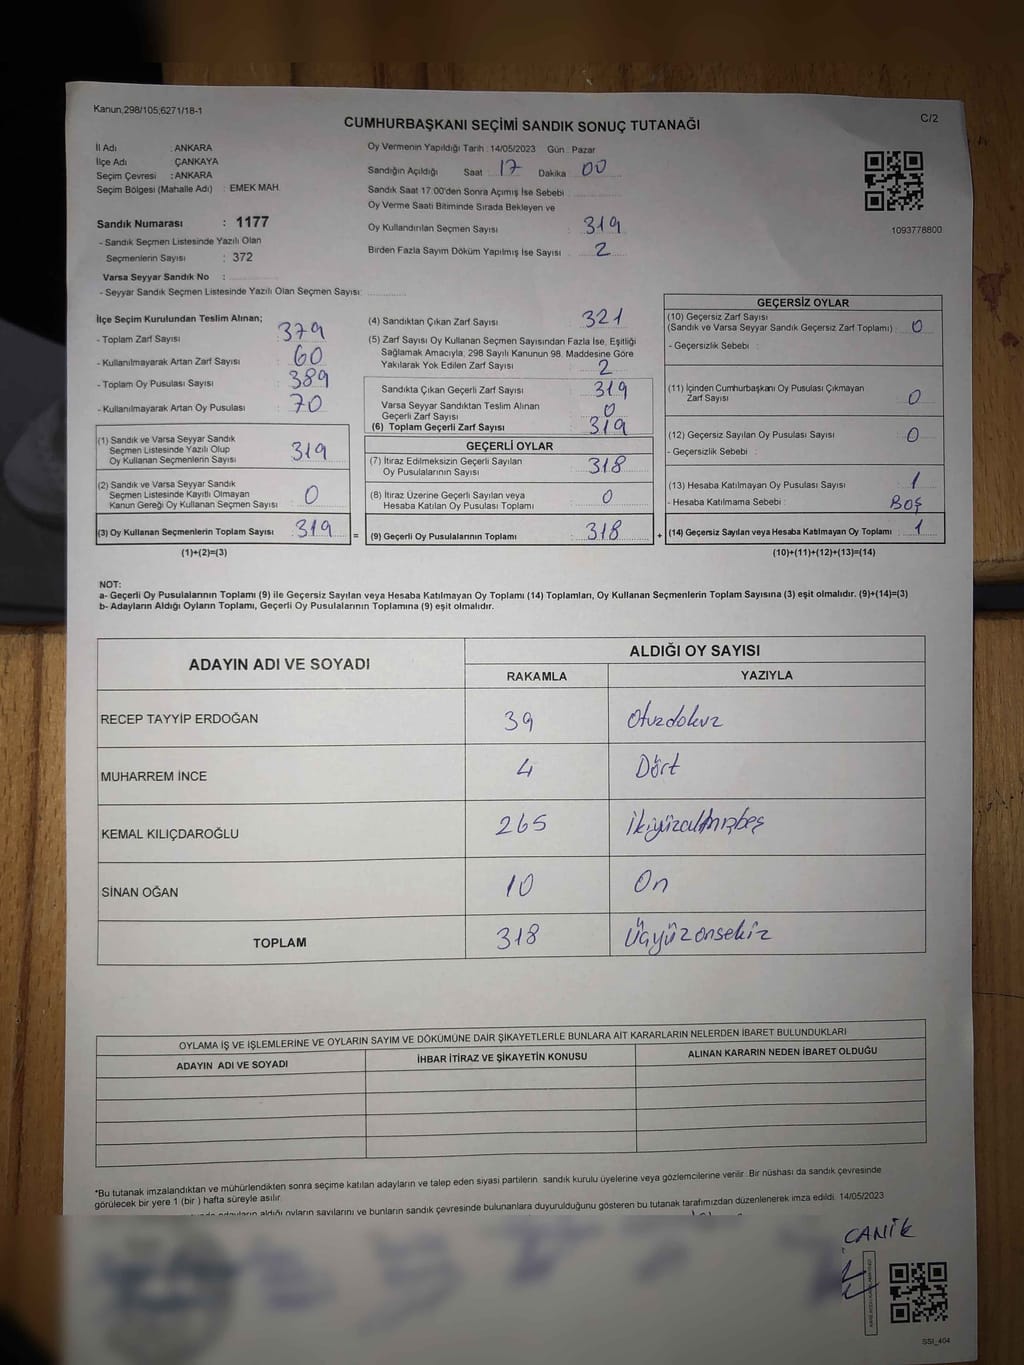 Kanun,298/105;6271/18-1
C/2
CUMHURBAŞKANI SEÇİMİ SANDIK SONUÇ TUTANAĞI
İl Adı : ANKARA
İlçe Adı : ÇANKAYA
Seçim Çevresi : ANKARA
Seçim Bölgesi (Mahalle Adı) : EMEK MAH.
Sandık Numarası : 1177
- Sandık Seçmen Listesinde Yazılı Olan
Seçmenlerin Sayısı : 372
Varsa Seyyar Sandık No :
- Seyyar Sandık Seçmen Listesinde Yazılı Olan Seçmen Sayısı:
Oy Vermenin Yapıldığı Tarih : 14/05/2023 Gün : Pazar
Sandığın Açıldığı Saat 17 Dakika 00
Sandık Saat 17:00'den Sonra Açımış İse Sebebi
Oy Verme Saati Bitiminde Sırada Bekleyen ve
Oy Kullandırılan Seçmen Sayısı : 319
Birden Fazla Sayım Döküm Yapılmış İse Sayısı : 2
1093778800
İlçe Seçim Kurulundan Teslim Alınan;
- Toplam Zarf Sayısı : 379
- Kullanılmayarak Artan Zarf Sayısı : 60
- Toplam Oy Pusulası Sayısı : 389
- Kullanılmayarak Artan Oy Pusulası : 70
(1) Sandık ve Varsa Seyyar Sandık
Seçmen Listesinde Yazılı Olup
Oy Kullanan Seçmenlerin Sayısı : 319
(2) Sandık ve Varsa Seyyar Sandık
Seçmen Listesinde Kayıtlı Olmayan
Kanun Gereği Oy Kullanan Seçmen Sayısı : 0
(3) Oy Kullanan Seçmenlerin Toplam Sayısı : 319
(1)+(2)=(3)
=
(4) Sandıktan Çıkan Zarf Sayısı : 321
(5) Zarf Sayısı Oy Kullanan Seçmen Sayısından Fazla İse, Eşitliği
Sağlamak Amacıyla, 298 Sayılı Kanunun 98. Maddesine Göre
Yakılarak Yok Edilen Zarf Sayısı : 2
Sandıkta Çıkan Geçerli Zarf Sayısı : 319
Varsa Seyyar Sandıktan Teslim Alınan
Geçerli Zarf Sayısı : 0
(6) Toplam Geçerli Zarf Sayısı : 319
GEÇERLİ OYLAR
(7) İtiraz Edilmeksizin Geçerli Sayılan
Oy Pusulalarının Sayısı : 318
(8) İtiraz Üzerine Geçerli Sayılan veya
Hesaba Katılan Oy Pusulası Toplamı : 0
(9) Geçerli Oy Pusulalarının Toplamı : 318
+
GEÇERSİZ OYLAR
(10) Geçersiz Zarf Sayısı
(Sandık ve Varsa Seyyar Sandık Geçersiz Zarf Toplamı) : 0
- Geçersizlik Sebebi :
(11) İçinden Cumhurbaşkanı Oy Pusulası Çıkmayan
Zarf Sayısı : 0
(12) Geçersiz Sayılan Oy Pusulası Sayısı : 0
- Geçersizlik Sebebi :
(13) Hesaba Katılmayan Oy Pusulası Sayısı : 1
- Hesaba Katılmama Sebebi : Boş
(14) Geçersiz Sayılan veya Hesaba Katılmayan Oy Toplamı : 1
(10)+(11)+(12)+(13)=(14)
NOT:
a- Geçerli Oy Pusulalarının Toplamı (9) ile Geçersiz Sayılan veya Hesaba Katılmayan Oy Toplamı (14) Toplamları, Oy Kullanan Seçmenlerin Toplam Sayısına (3) eşit olmalıdır. (9)+(14)=(3)
b- Adayların Aldığı Oyların Toplamı, Geçerli Oy Pusulalarının Toplamına (9) eşit olmalıdır.
ADAYIN ADI VE SOYADI ALDIĞI OY SAYISI
RAKAMLA YAZIYLA
RECEP TAYYİP ERDOĞAN 39 Otuzdokuz
MUHARREM İNCE 4 Dört
KEMAL KILIÇDAROĞLU 265 İkiyüzaltmışbeş
SİNAN OĞAN 10 On
TOPLAM 318 Üçyüzonsekiz
OYLAMA İŞ VE İŞLEMLERİNE VE OYLARIN SAYIM VE DÖKÜMÜNE DAİR ŞİKAYETLERLE BUNLARA AİT KARARLARIN NELERDEN İBARET BULUNDUKLARI
ADAYIN ADI VE SOYADI İHBAR İTİRAZ VE ŞİKAYETİN KONUSU ALINAN KARARIN NEDEN İBARET OLDUĞU
*Bu tutanak imzalandıktan ve mühürlendikten sonra seçime katılan adayların ve talep eden siyasi partilerin sandık kurulu üyelerine veya gözlemcilerine verilir. Bir nüshası da sandık çevresinde
görülecek bir yere 1 (bir ) hafta süreyle asılır.
adayların aldığı oyların sayılarını ve bunların sandık çevresinde bulunanlara duyurulduğunu gösteren bu tutanak tarafımızdan düzenlenerek imza edildi. 14/05/2023
CANİK
SSI_404